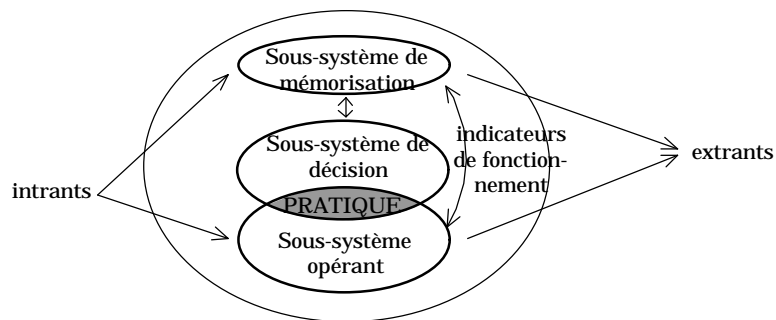 Sous-système de
mémorisation
Sous-système de
décision
indicateurs
de fonction-
nement
extrants
intrants
PRATIQUE
Sous-système
opérant